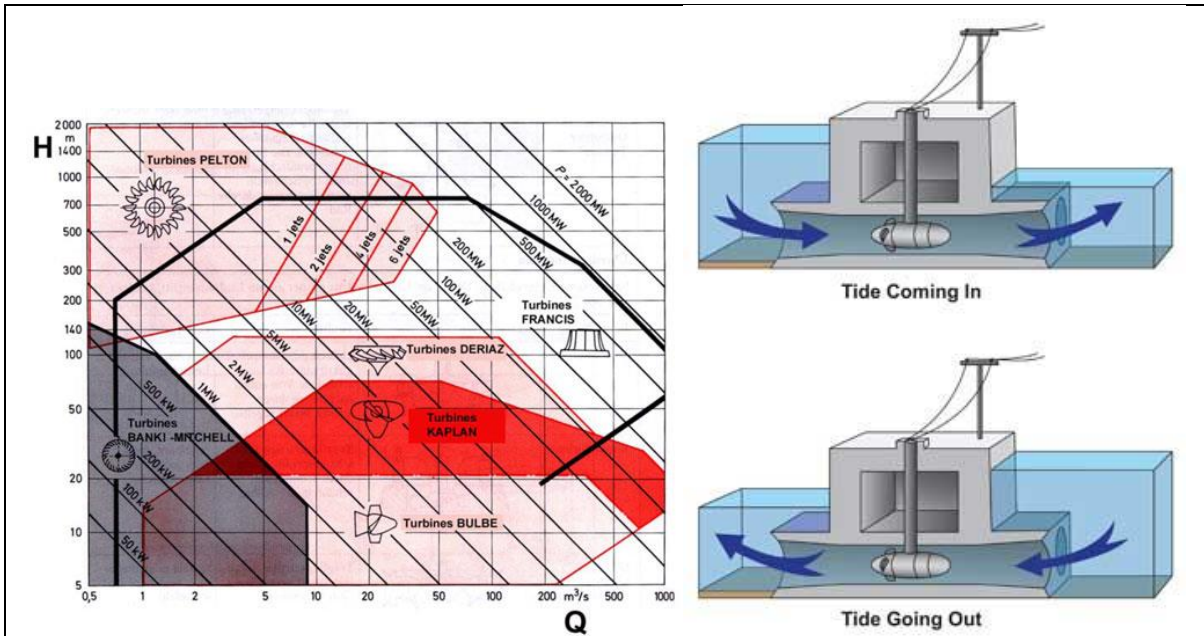 H
2000
m
1400
1000
700
500
300
200
140
100
50
20
10
5
Turbines PELTON
1 jets
2 jets
4 jets
6 jets
P = 2000 MW
1000 MW
500 MW
200 MW
100 MW
50 MW
20 MW
10 MW
5 MW
2 MW
1 MW
500 kW
200 kW
100 kW
50 kW
Turbines
FRANCIS
Turbines DERIAZ
Turbines
KAPLAN
Turbines
BANKI -MITCHELL
Turbines BULBE
0,5 1 2 5 10 20 50 100 m³/s 200 500 1000
Q
Tide Coming In
Tide Going Out